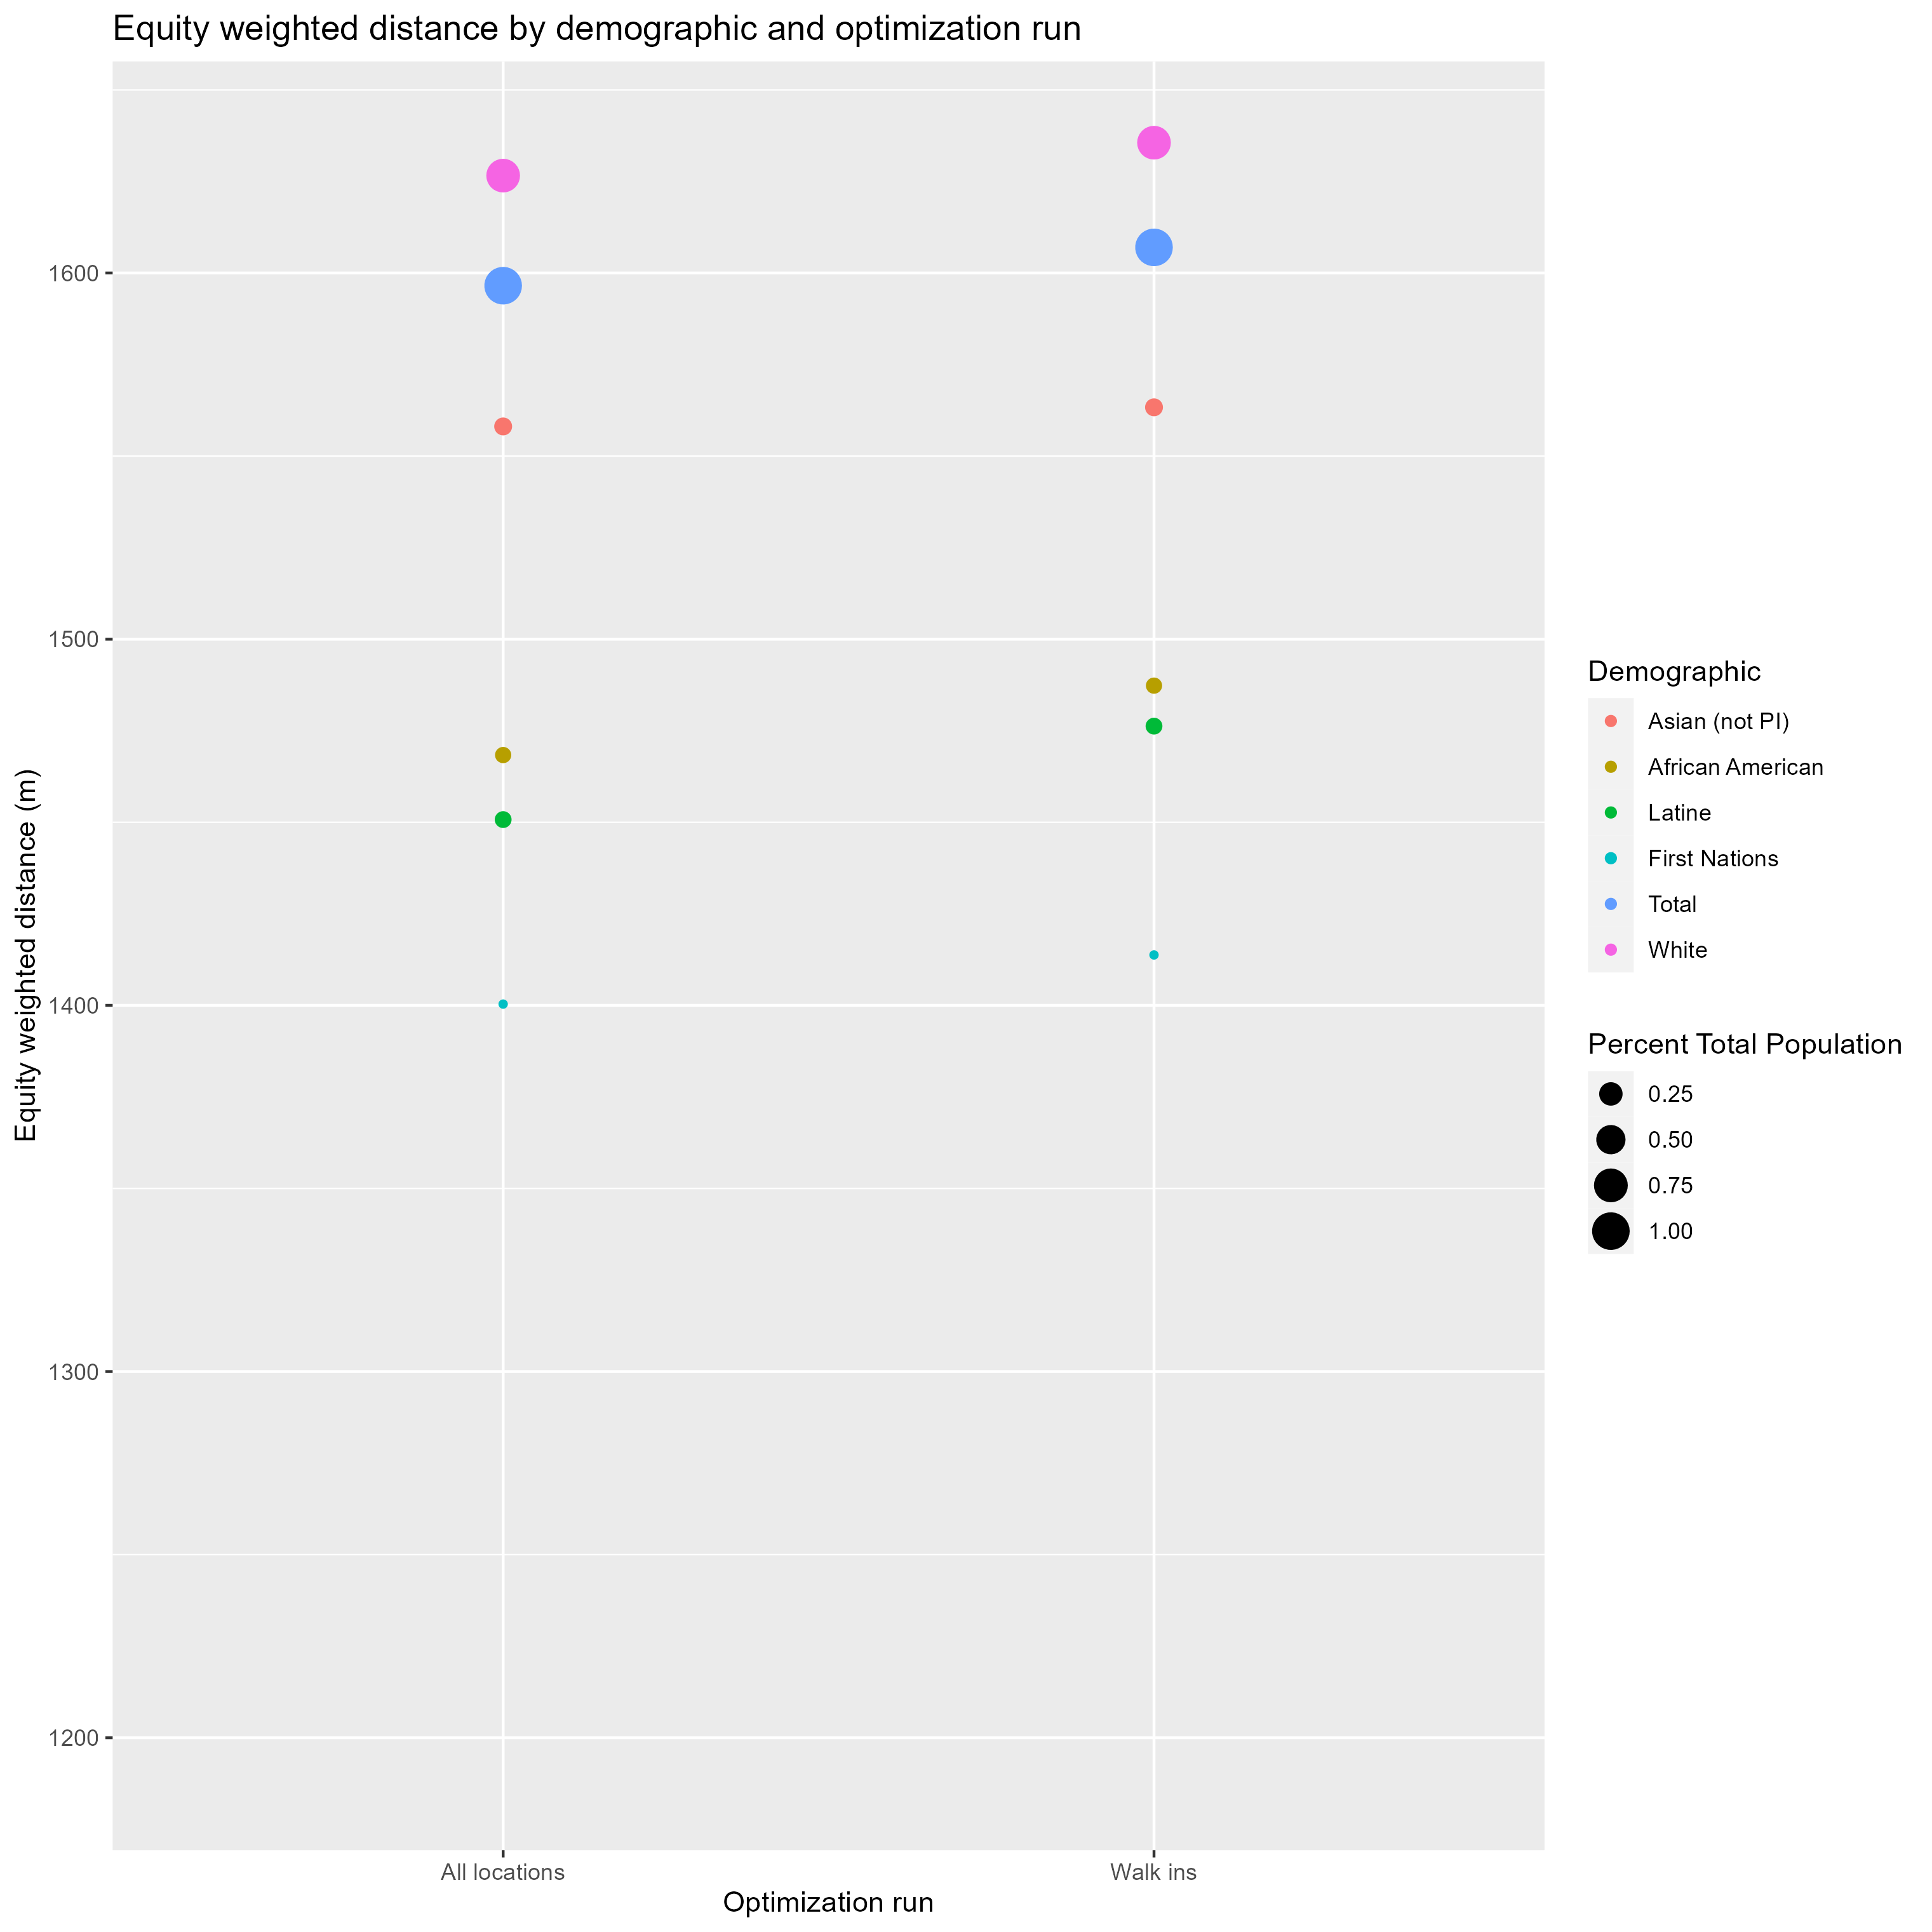 Equity weighted distance by demographic and optimization run
Equity weighted distance (m)
1600
1500
1400
1300
1200
All locations
Walk ins
Optimization run
Demographic
Asian (not PI)
African American
Latine
First Nations
Total
White
Percent Total Population
0.25
0.50
0.75
1.00